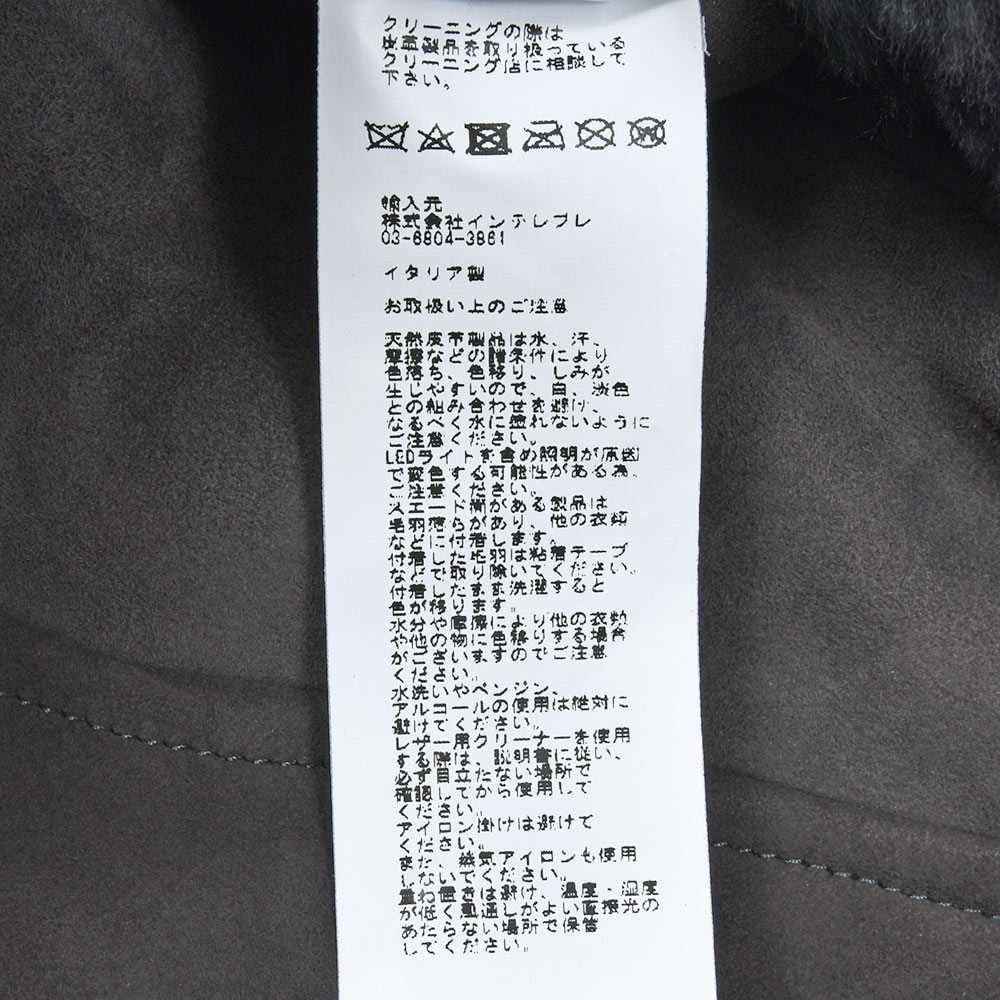 クリーニングの際は
皮革製品を取り扱っている
クリーニング店に相談して
下さい。
輸入元
株式会社インテレプレ
03-6804-3861
イタリア製
お取扱い上のご注意
天然皮革製品は水、汗、
摩擦などの諸条件により
色落ち、色移り、しみが
生じやすいので、白、淡色
との組み合わせを避け、
なるべく水に塗れないように
ご注意ください。
LEDライトを含め照明が原因
で変色する可能性がある為、
ご注意ください。
スエード面がある製品は
毛羽落ちがあり、他の衣類
などに付着します。
付着した毛羽は粘着テープ
などで取り除いてください。
付着したまま洗濯すると
色が移ります。
水分や摩擦により他の衣類
や他の物に色移りする場合
がございますのでご注意
ください。
水洗いやベンジン、
アルコールの使用は絶対に
避けてください。
レザー用クリーナーを使用
する際は、説明書に従い、
必ず目立たない場所で
確認してから使用して
ください。
アイロン掛けは避けて
ください。
また、蒸気アイロンも使用
しないでください。
重ね置きは避け、温度・湿度
が低く風通しがよい直接光の
あたらない場所で保管
してください。